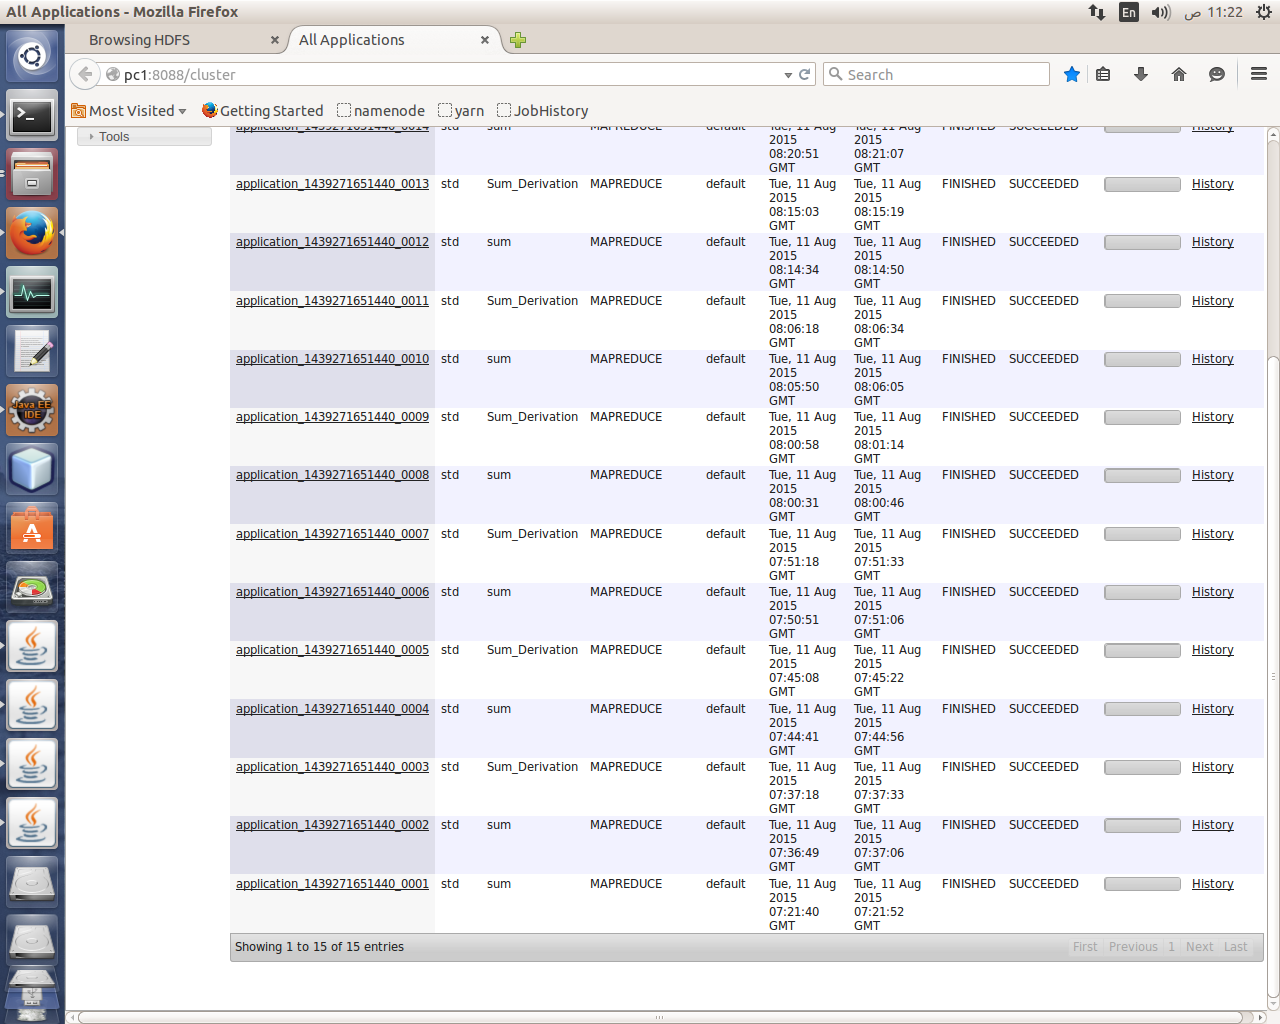 All Applications - Mozilla Firefox
En
ص 11:22
Browsing HDFS
All Applications
pc1:8088/cluster
Search
Most Visited
Getting Started
namenode
yarn
JobHistory
Tools
application_1439271651440_0014 std sum MAPREDUCE default Tue, 11 Aug 2015 08:20:51 GMT Tue, 11 Aug 2015 08:21:07 GMT FINISHED SUCCEEDED History
application_1439271651440_0013 std Sum_Derivation MAPREDUCE default Tue, 11 Aug 2015 08:15:03 GMT Tue, 11 Aug 2015 08:15:19 GMT FINISHED SUCCEEDED History
application_1439271651440_0012 std sum MAPREDUCE default Tue, 11 Aug 2015 08:14:34 GMT Tue, 11 Aug 2015 08:14:50 GMT FINISHED SUCCEEDED History
application_1439271651440_0011 std Sum_Derivation MAPREDUCE default Tue, 11 Aug 2015 08:06:18 GMT Tue, 11 Aug 2015 08:06:34 GMT FINISHED SUCCEEDED History
application_1439271651440_0010 std sum MAPREDUCE default Tue, 11 Aug 2015 08:05:50 GMT Tue, 11 Aug 2015 08:06:05 GMT FINISHED SUCCEEDED History
application_1439271651440_0009 std Sum_Derivation MAPREDUCE default Tue, 11 Aug 2015 08:00:58 GMT Tue, 11 Aug 2015 08:01:14 GMT FINISHED SUCCEEDED History
application_1439271651440_0008 std sum MAPREDUCE default Tue, 11 Aug 2015 08:00:31 GMT Tue, 11 Aug 2015 08:00:46 GMT FINISHED SUCCEEDED History
application_1439271651440_0007 std Sum_Derivation MAPREDUCE default Tue, 11 Aug 2015 07:51:18 GMT Tue, 11 Aug 2015 07:51:33 GMT FINISHED SUCCEEDED History
application_1439271651440_0006 std sum MAPREDUCE default Tue, 11 Aug 2015 07:50:51 GMT Tue, 11 Aug 2015 07:51:06 GMT FINISHED SUCCEEDED History
application_1439271651440_0005 std Sum_Derivation MAPREDUCE default Tue, 11 Aug 2015 07:45:08 GMT Tue, 11 Aug 2015 07:45:22 GMT FINISHED SUCCEEDED History
application_1439271651440_0004 std sum MAPREDUCE default Tue, 11 Aug 2015 07:44:41 GMT Tue, 11 Aug 2015 07:44:56 GMT FINISHED SUCCEEDED History
application_1439271651440_0003 std Sum_Derivation MAPREDUCE default Tue, 11 Aug 2015 07:37:18 GMT Tue, 11 Aug 2015 07:37:33 GMT FINISHED SUCCEEDED History
application_1439271651440_0002 std sum MAPREDUCE default Tue, 11 Aug 2015 07:36:49 GMT Tue, 11 Aug 2015 07:37:06 GMT FINISHED SUCCEEDED History
application_1439271651440_0001 std sum MAPREDUCE default Tue, 11 Aug 2015 07:21:40 GMT Tue, 11 Aug 2015 07:21:52 GMT FINISHED SUCCEEDED History
Showing 1 to 15 of 15 entries
First Previous 1 Next Last
Java EE
IDE